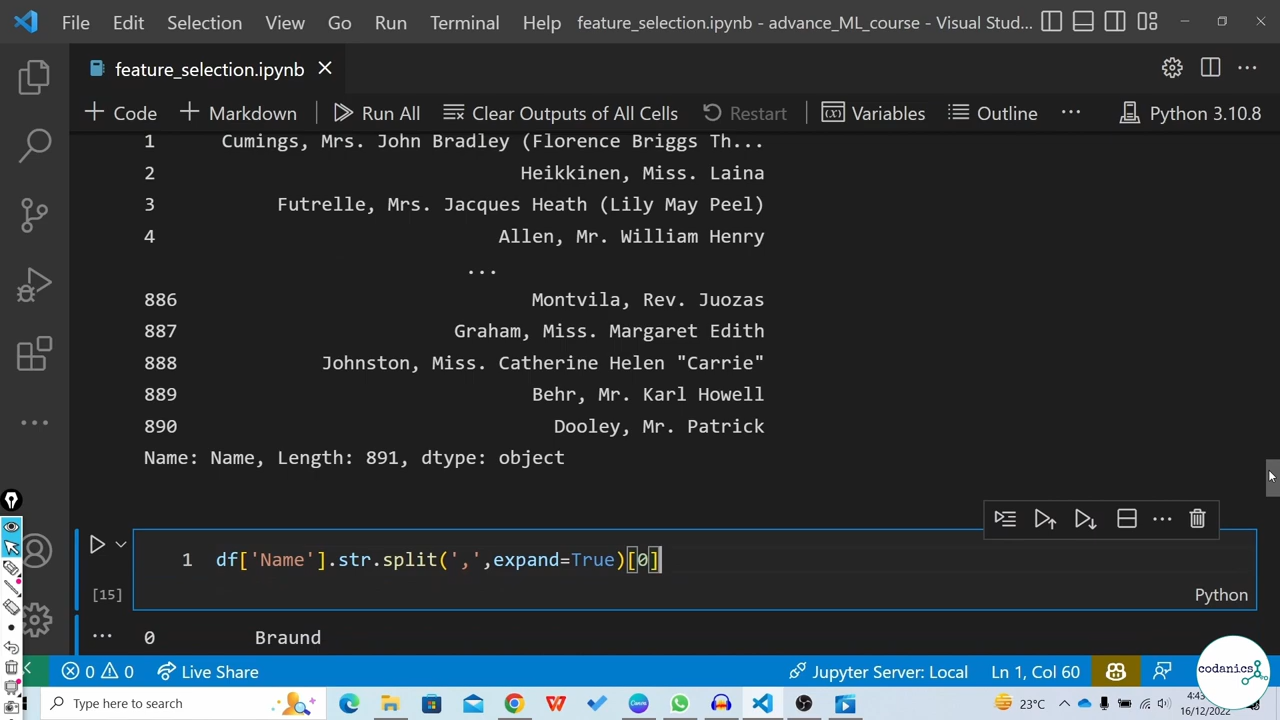 File Edit Selection View Go Run Terminal Help feature_selection.ipynb - advance_ML_course - Visual Stud...
feature_selection.ipynb
Code Markdown Run All Clear Outputs of All Cells Restart Variables Outline ... Python 3.10.8
1 Cumings, Mrs. John Bradley (Florence Briggs Th...
2 Heikkinen, Miss. Laina
3 Futrelle, Mrs. Jacques Heath (Lily May Peel)
4 Allen, Mr. William Henry
...
886 Montvila, Rev. Juozas
887 Graham, Miss. Margaret Edith
888 Johnston, Miss. Catherine Helen "Carrie"
889 Behr, Mr. Karl Howell
890 Dooley, Mr. Patrick
Name: Name, Length: 891, dtype: object
1 df['Name'].str.split(',',expand=True)[0]
[15] Python
... 0 Braund
0 0 Live Share Jupyter Server: Local Ln 1, Col 60
codanics
Type here to search 23°C
16/12/2022